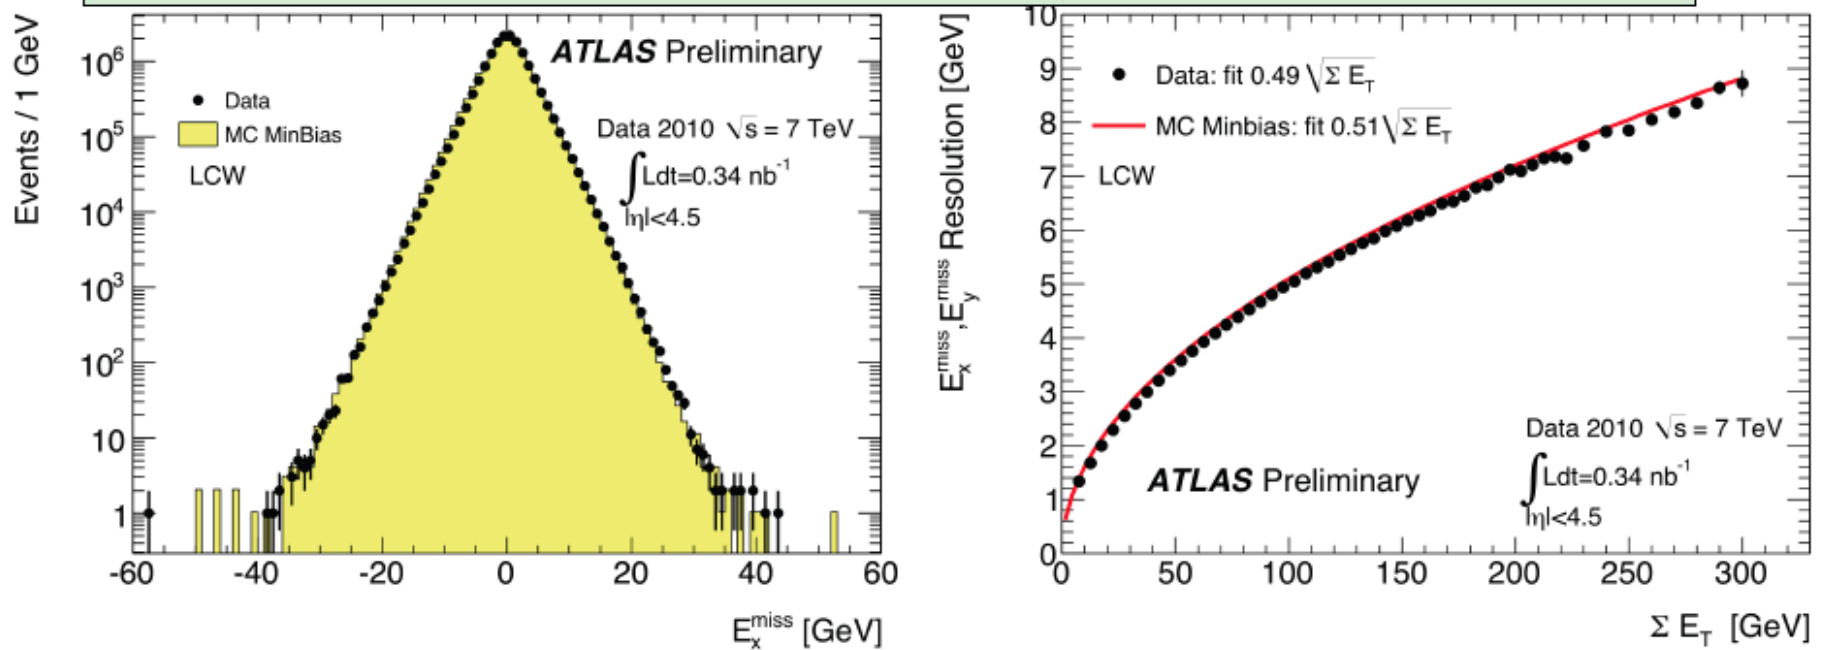 Events / 1 GeV
10⁶
10⁵
10⁴
10³
10²
10
1
ATLAS Preliminary
Data
MC MinBias
LCW
Data 2010 √s = 7 TeV
∫Ldt=0.34 nb⁻¹
|η|<4.5
-60 -40 -20 0 20 40 60
E_x^miss [GeV]
E_x^miss, E_y^miss Resolution [GeV]
10
9
8
7
6
5
4
3
2
1
0
Data: fit 0.49 √Σ E_T
MC Minbias: fit 0.51 √Σ E_T
LCW
Data 2010 √s = 7 TeV
ATLAS Preliminary
∫Ldt=0.34 nb⁻¹
|η|<4.5
0 50 100 150 200 250 300
Σ E_T [GeV]